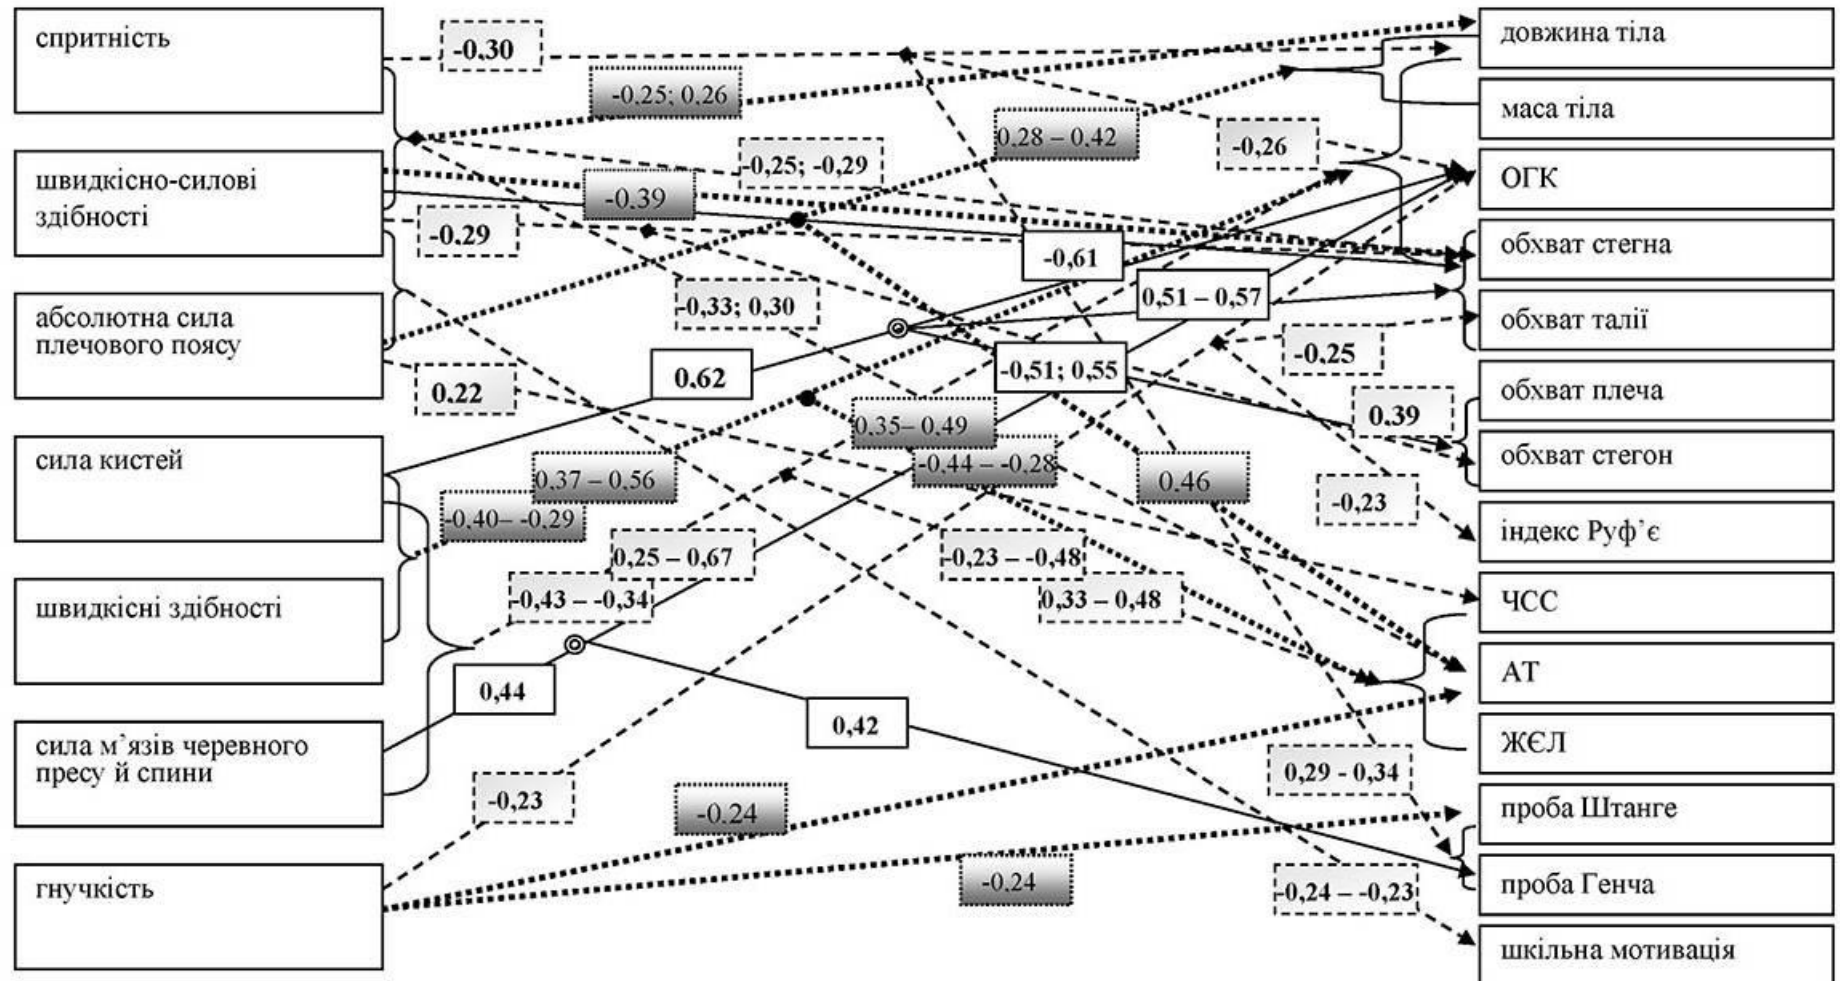 спритність
швидкісно-силові
здібності
абсолютна сила
плечового поясу
сила кистей
швидкісні здібності
сила м’язів черевного
пресу й спини
гнучкість
-0,30
-0,25; 0,26
0,28 – 0,42
-0,26
-0,25; -0,29
-0,39
-0,29
-0,61
0,51 – 0,57
-0,33; 0,30
-0,25
-0,51; 0,55
0,62
0,22
0,39
0,35– 0,49
-0,44 – -0,28
0,37 – 0,56
0,46
-0,23
-0,40– -0,29
0,25 – 0,67
-0,23 – -0,48
-0,43 – -0,34
0,33 – 0,48
0,44
0,42
0,29 - 0,34
-0,23
-0,24
-0,24
-0,24 – -0,23
довжина тіла
маса тіла
ОГК
обхват стегна
обхват талії
обхват плеча
обхват стегон
індекс Руф’є
ЧСС
АТ
ЖЄЛ
проба Штанге
проба Генча
шкільна мотивація